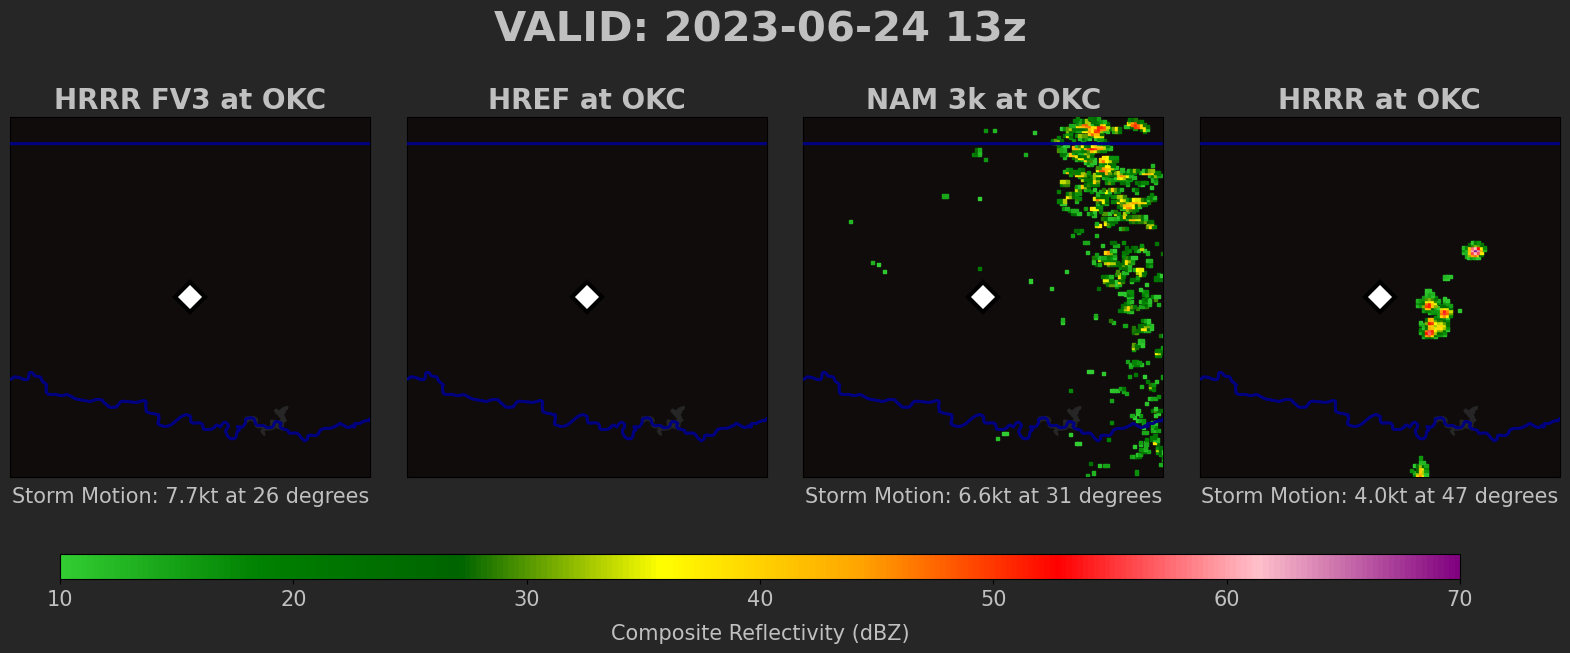 VALID: 2023-06-24 13z
HRRR FV3 at OKC
HREF at OKC
NAM 3k at OKC
HRRR at OKC
Storm Motion: 7.7kt at 26 degrees
Storm Motion: 6.6kt at 31 degrees
Storm Motion: 4.0kt at 47 degrees
10 20 30 40 50 60 70
Composite Reflectivity (dBZ)